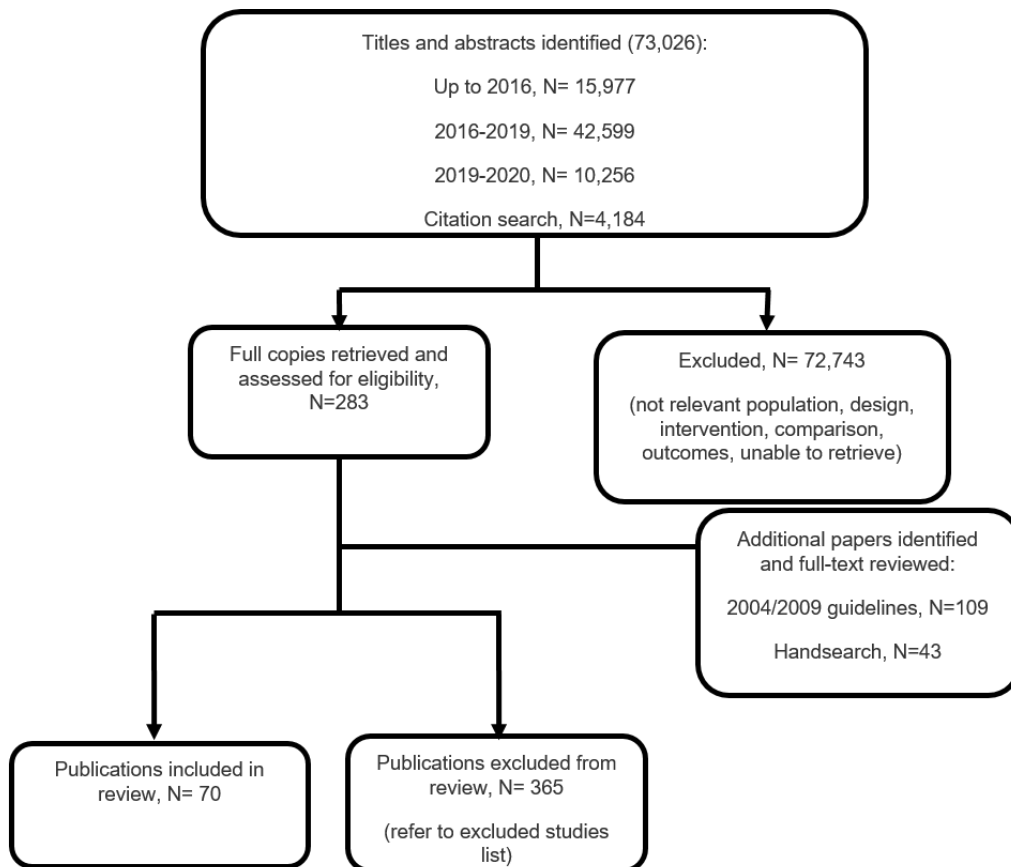 Titles and abstracts identified (73,026):
Up to 2016, N= 15,977
2016-2019, N= 42,599
2019-2020, N= 10,256
Citation search, N=4,184
Full copies retrieved and
assessed for eligibility,
N=283
Excluded, N= 72,743
(not relevant population, design,
intervention, comparison,
outcomes, unable to retrieve)
Additional papers identified
and full-text reviewed:
2004/2009 guidelines, N=109
Handsearch, N=43
Publications included in
review, N= 70
Publications excluded from
review, N= 365
(refer to excluded studies
list)